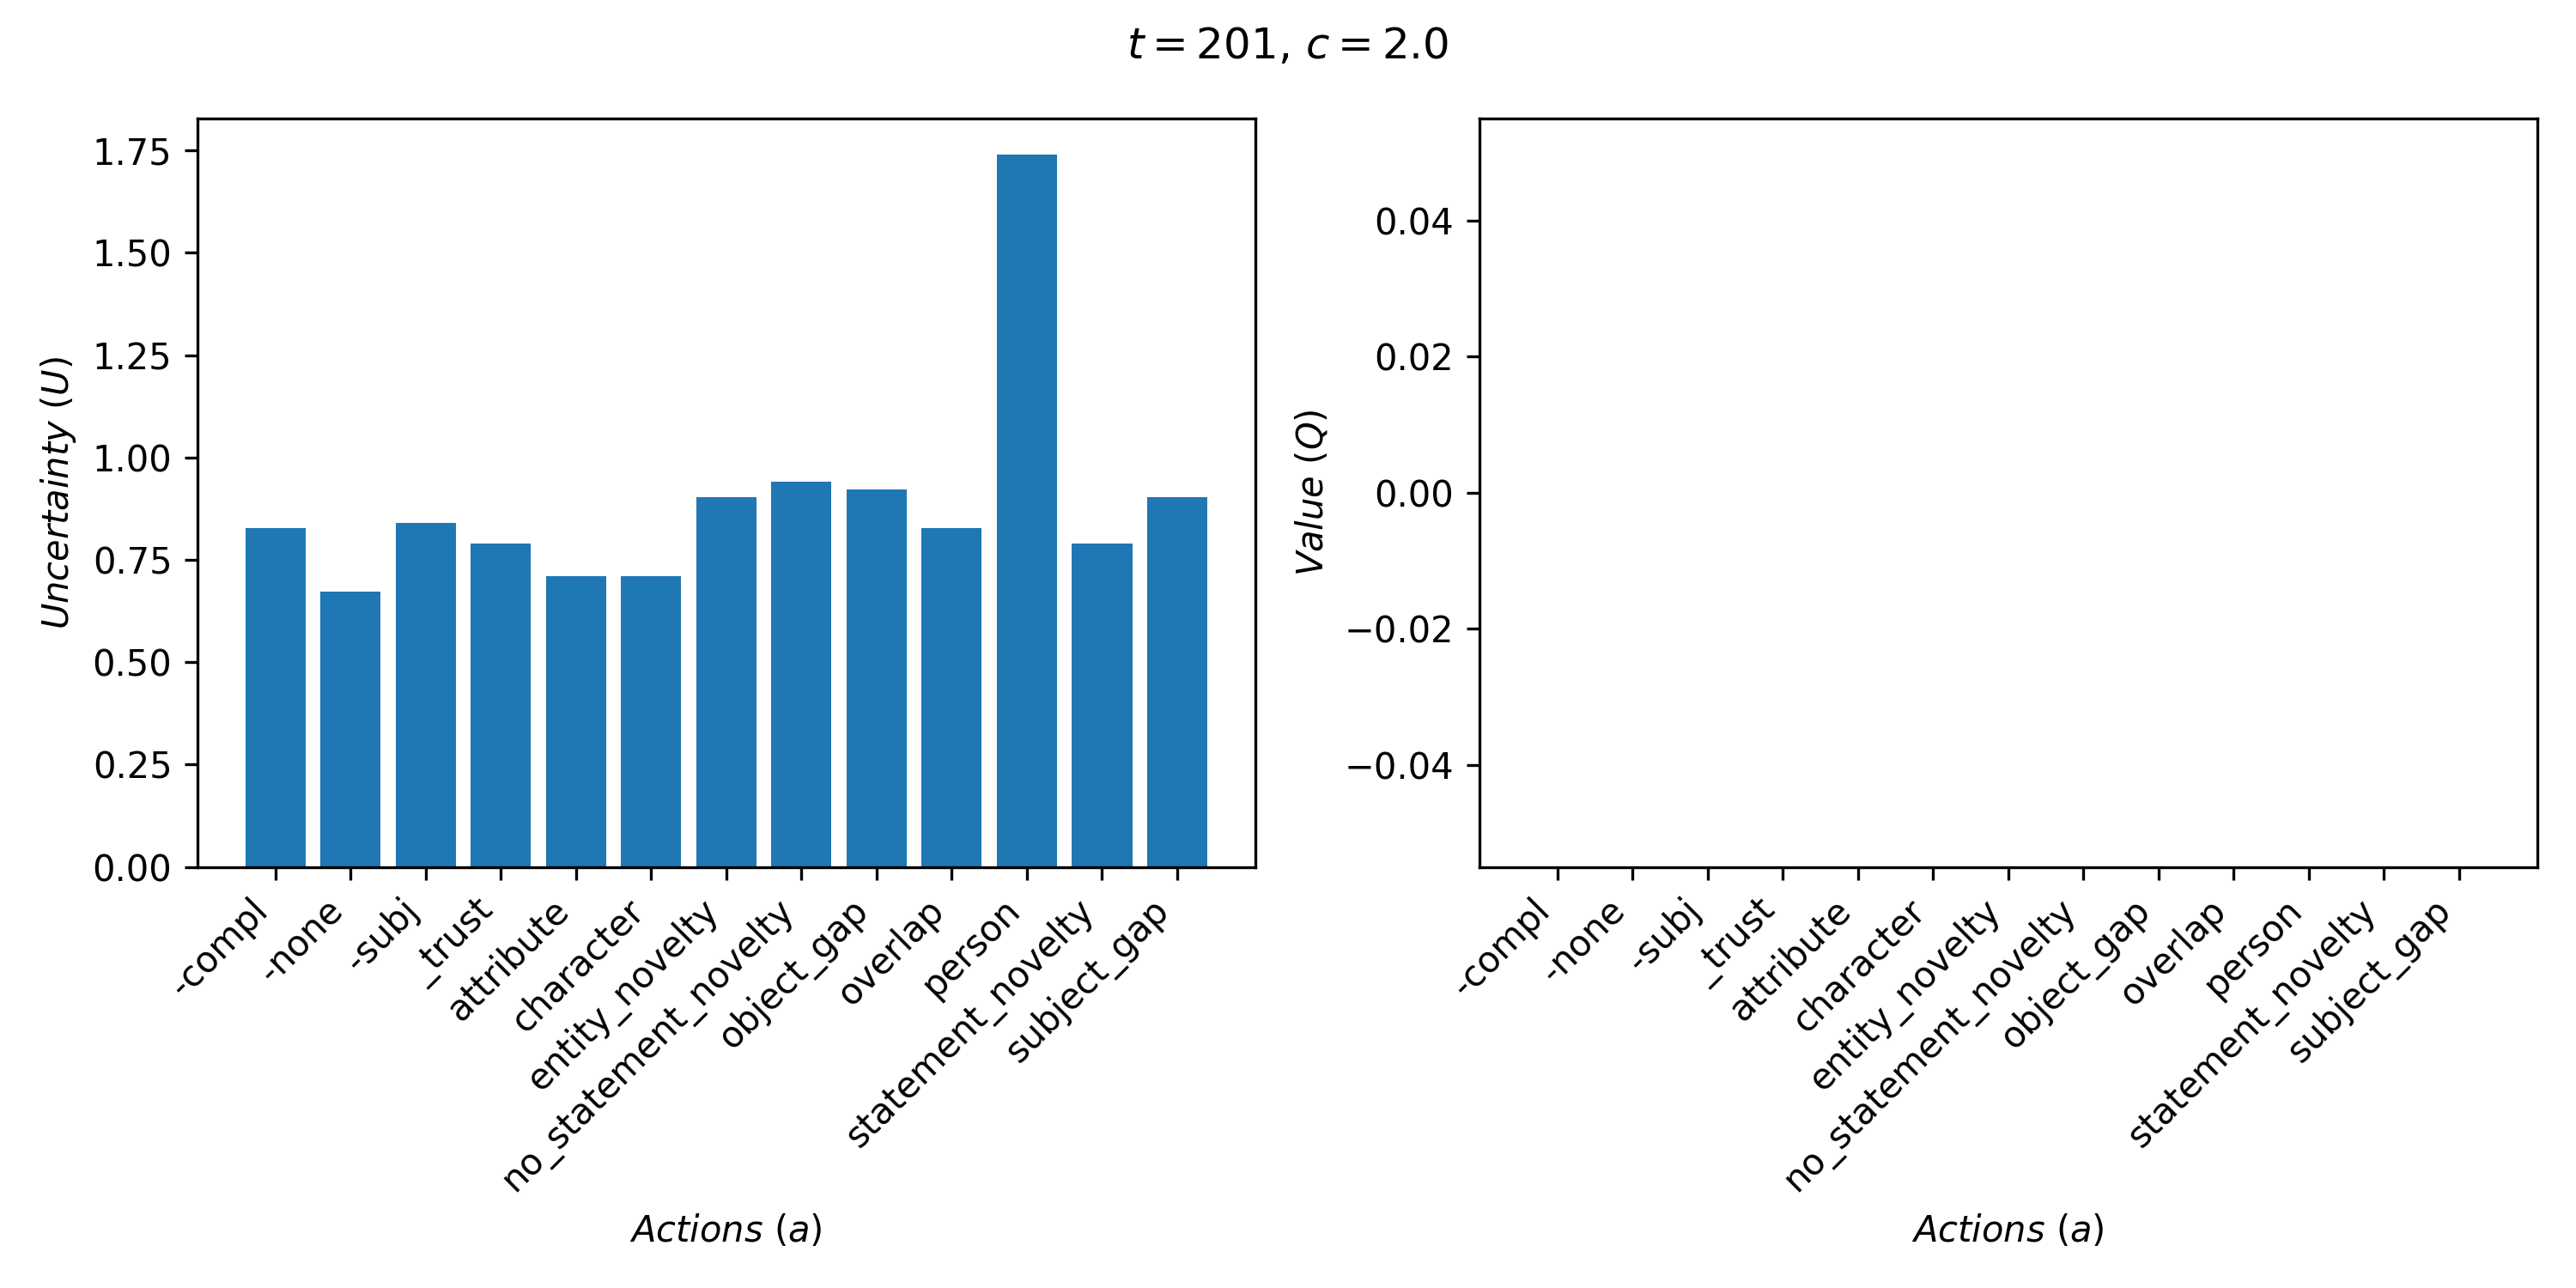 t = 201, c = 2.0
Uncertainty (U)
1.75
1.50
1.25
1.00
0.75
0.50
0.25
0.00
-compl
-none
-subj
_trust
attribute
character
entity_novelty
no_statement_novelty
object_gap
overlap
person
statement_novelty
subject_gap
Actions (a)
Value (Q)
0.04
0.02
0.00
−0.02
−0.04
-compl
-none
-subj
_trust
attribute
character
entity_novelty
no_statement_novelty
object_gap
overlap
person
statement_novelty
subject_gap
Actions (a)